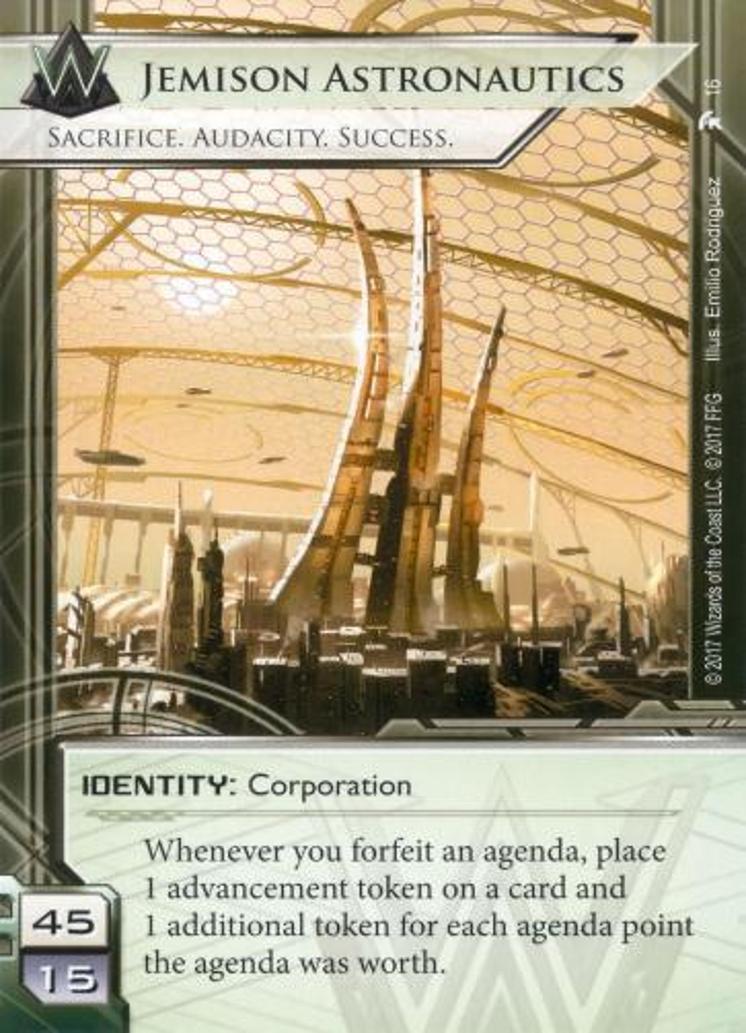 JEMISON ASTRONAUTICS
SACRIFICE. AUDACITY. SUCCESS.
16
Illus. Emilio Rodriguez
©2017 Wizards of the Coast LLC. ©2017 FFG
IDENTITY: Corporation
Whenever you forfeit an agenda, place
1 advancement token on a card and
1 additional token for each agenda point
the agenda was worth.
45
15